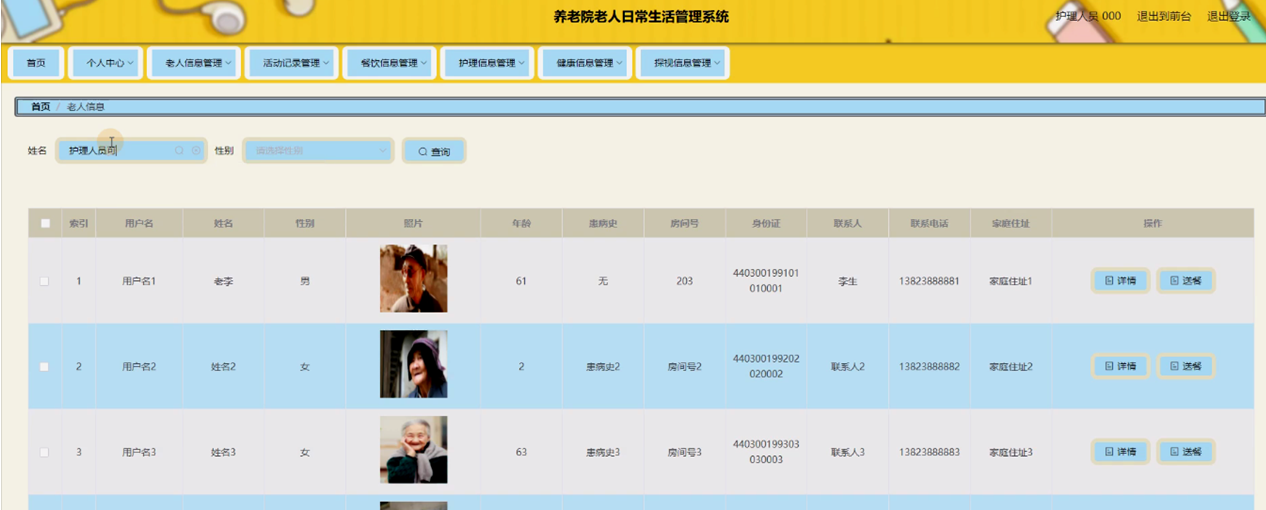 养老院老人日常生活管理系统
护理人员 000 退出到前台 退出登录
首页 个人中心 老人信息管理 活动记录管理 餐饮信息管理 护理信息管理 健康信息管理 探视信息管理
首页 / 老人信息
姓名 护理人员可 性别 请选择性别 查询
索引 用户名 姓名 性别 照片 年龄 患病史 房间号 身份证 联系人 联系电话 家庭住址 操作
1 用户名1 老李 男 61 无 203 440300199101010001 李生 13823888881 家庭住址1 详情 送餐
2 用户名2 姓名2 女 2 患病史2 房间号2 440300199202020002 联系人2 13823888882 家庭住址2 详情 送餐
3 用户名3 姓名3 女 63 患病史3 房间号3 440300199303030003 联系人3 13823888883 家庭住址3 详情 送餐